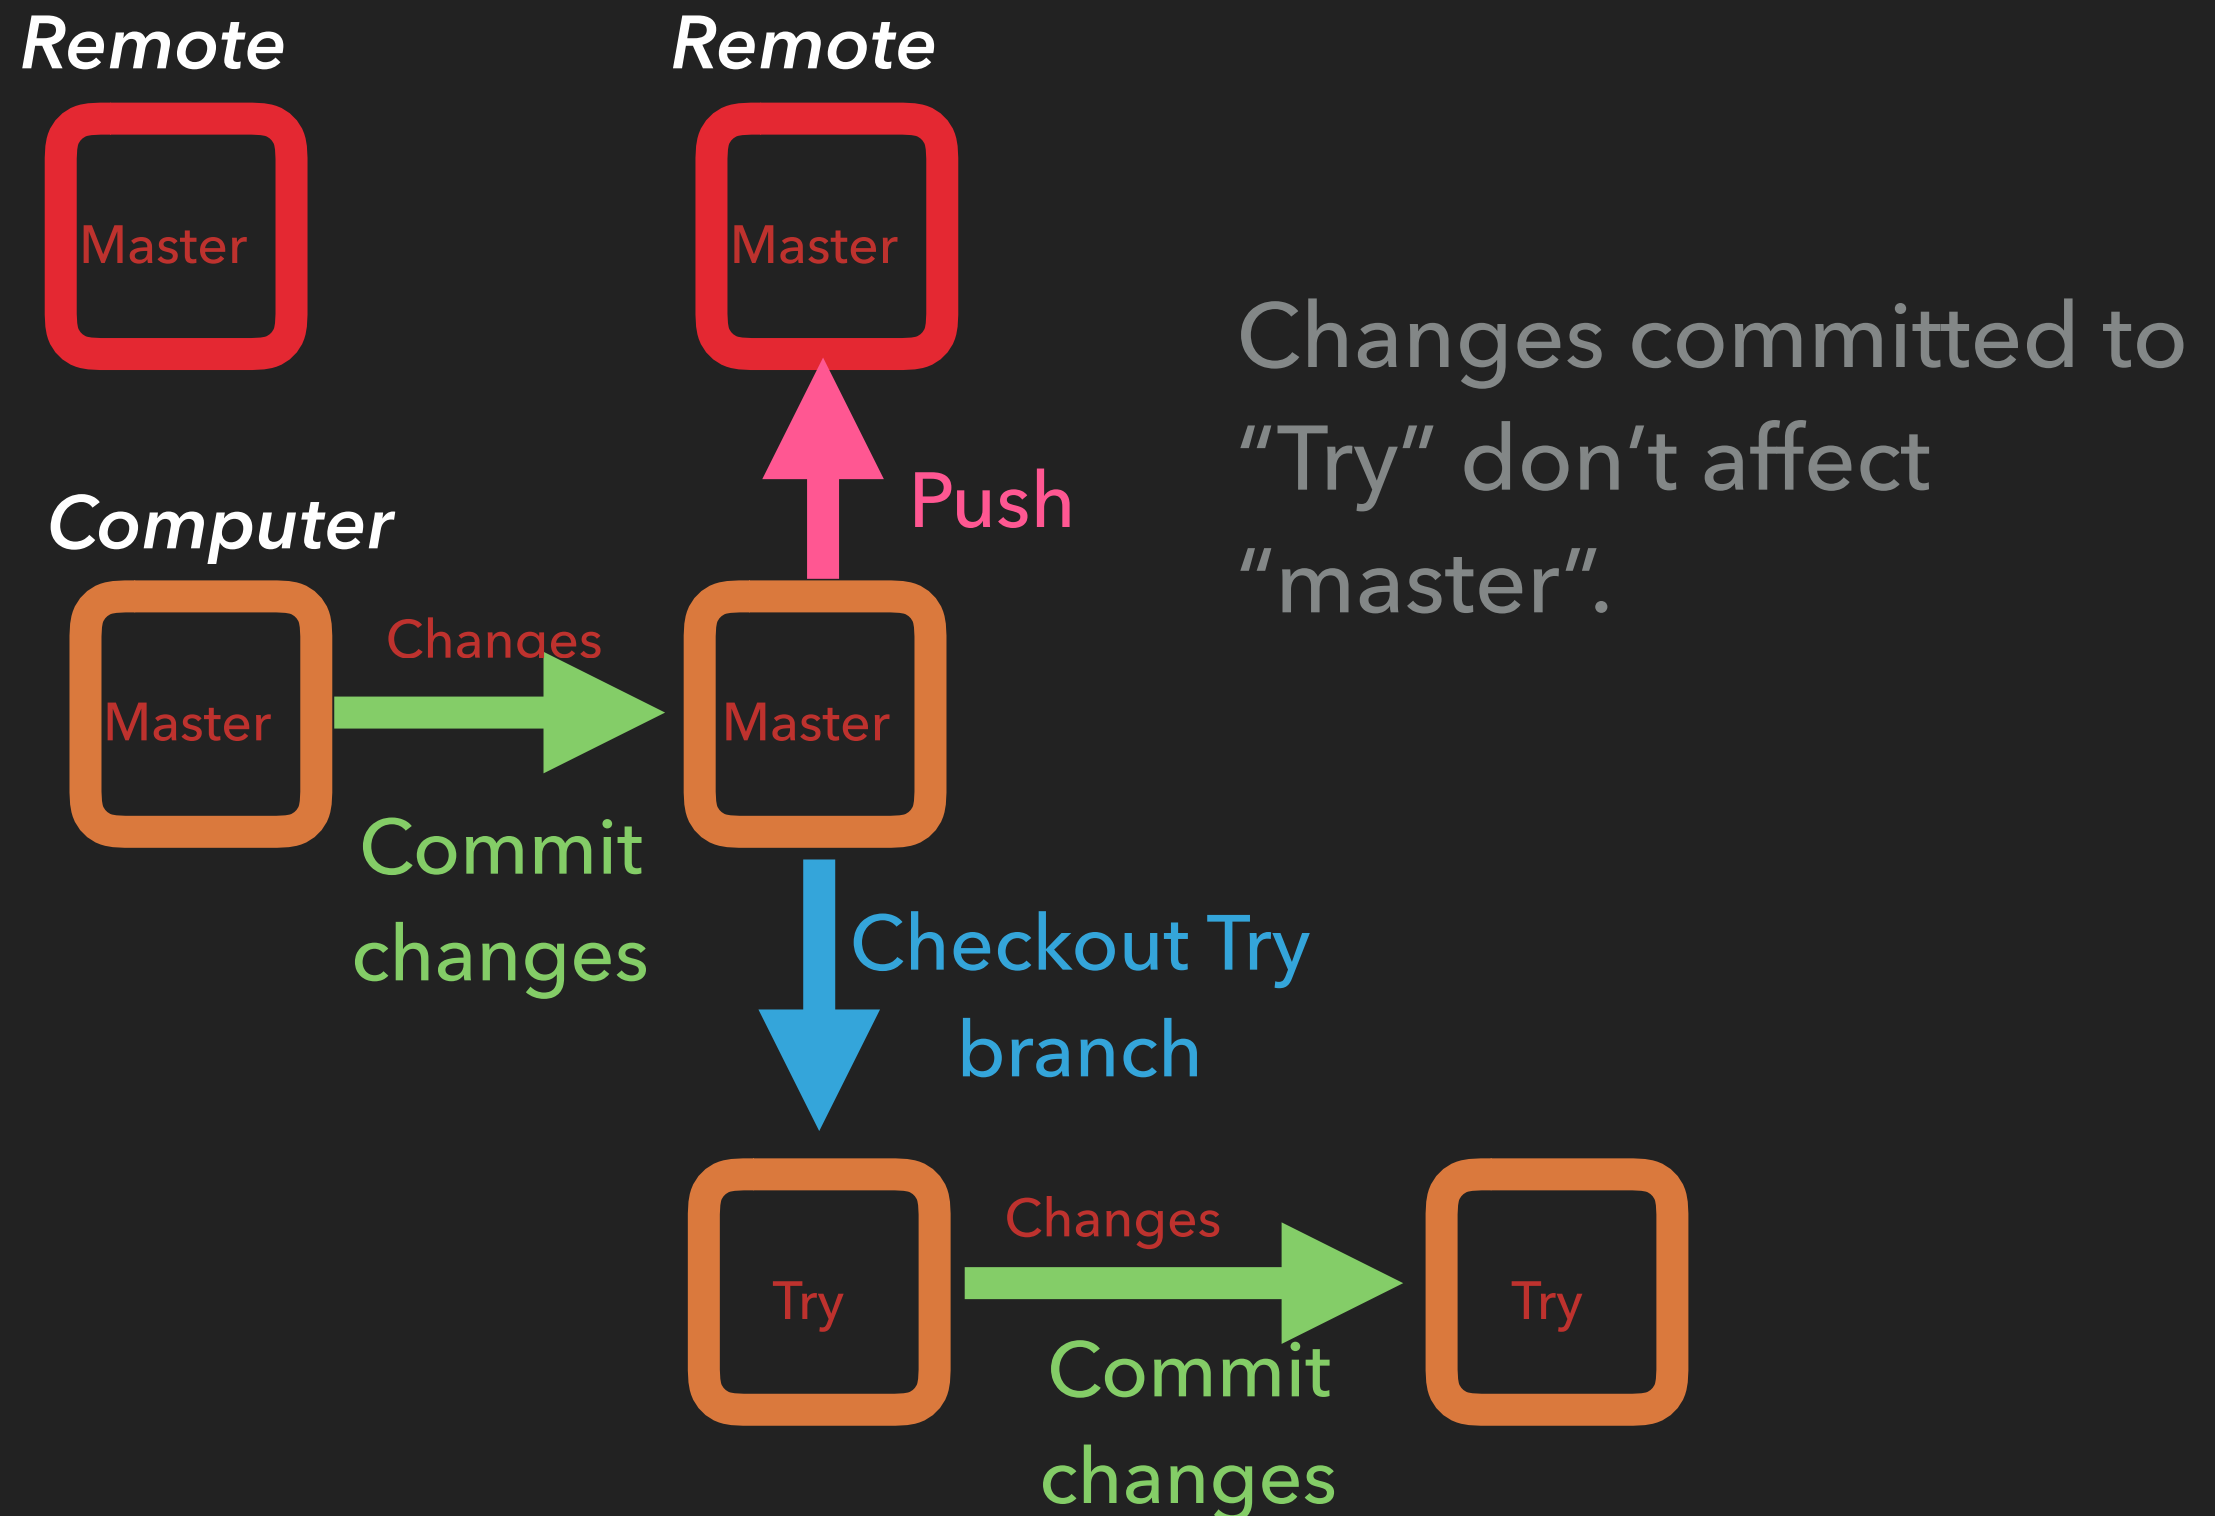 Remote
Remote
Master
Master
Changes committed to
“Try” don’t affect
“master”.
Push
Computer
Changes
Master
Master
Commit
changes
Checkout Try
branch
Changes
Try
Try
Commit
changes